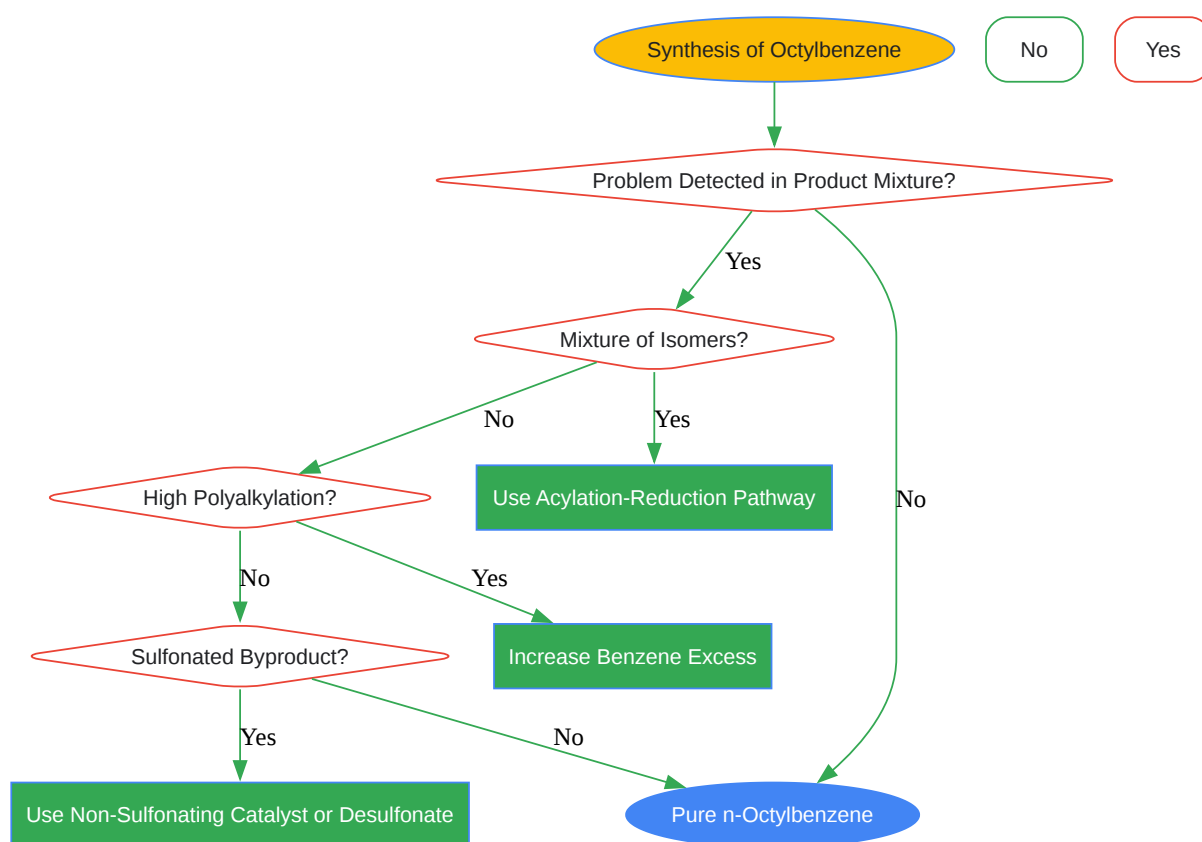 Synthesis of Octylbenzene
No
Yes
Problem Detected in Product Mixture?
Yes
Mixture of Isomers?
No
Yes
High Polyalkylation?
Use Acylation-Reduction Pathway
No
No
Yes
Sulfonated Byproduct?
Increase Benzene Excess
Yes
No
Use Non-Sulfonating Catalyst or Desulfonate
Pure n-Octylbenzene